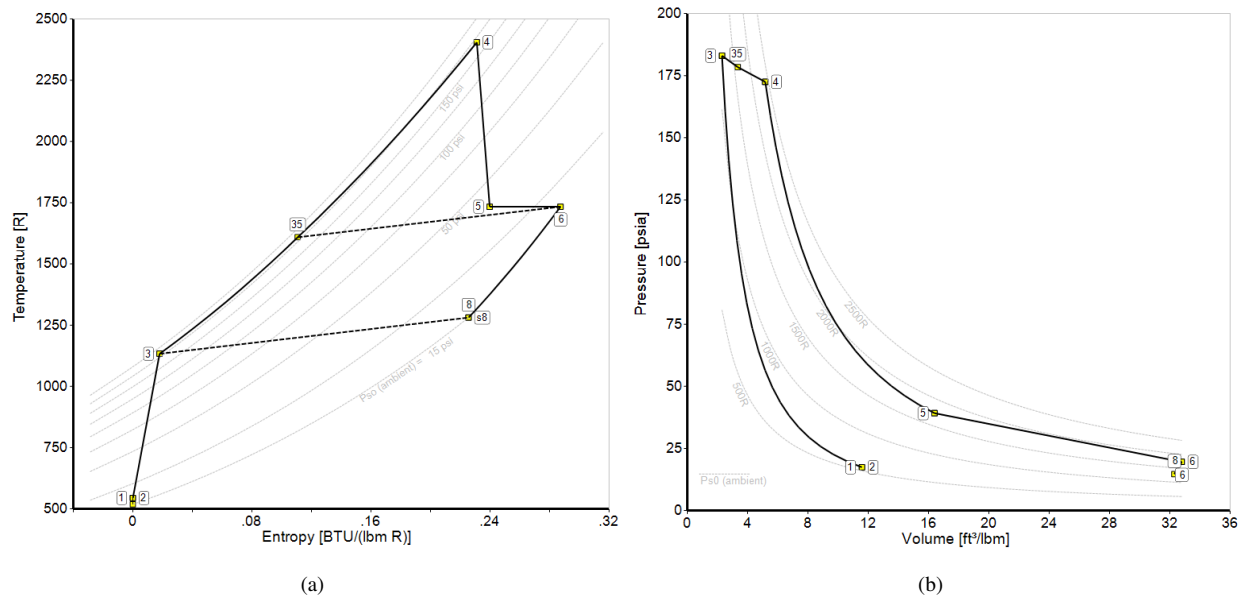 2500
2250
2000
1750
1500
1250
1000
750
500
Temperature [R]
0
.08
.16
.24
.32
Entropy [BTU/(lbm R)]
1
2
3
35
4
5
6
8
s8
150 psi
100 psi
50 psi
Pso (ambient) = 15 psi
(a)
200
175
150
125
100
75
50
25
0
Pressure [psia]
0
4
8
12
16
20
24
28
32
36
Volume [ft³/lbm]
3
35
4
5
1
2
8
6
6
500R
1000R
1500R
2000R
2500R
Ps0 (ambient)
(b)